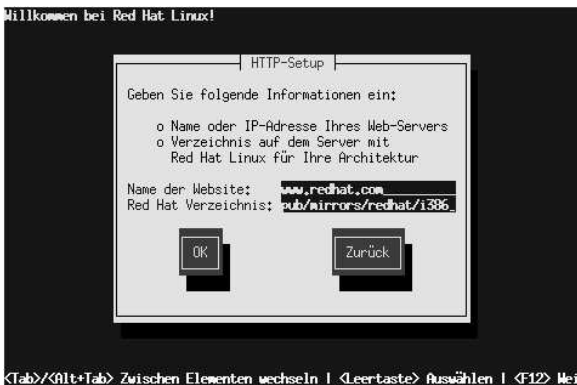 Willkommen bei Red Hat Linux!
HTTP-Setup
Geben Sie folgende Informationen ein:
o Name oder IP-Adresse Ihres Web-Servers
o Verzeichnis auf dem Server mit
Red Hat Linux für Ihre Architektur
Name der Website: www.redhat.com
Red Hat Verzeichnis: pub/mirrors/redhat/i386_
OK Zurück
<Tab>/<Alt+Tab> Zwischen Elementen wechseln | <Leertaste> Auswählen | <F12> Wei